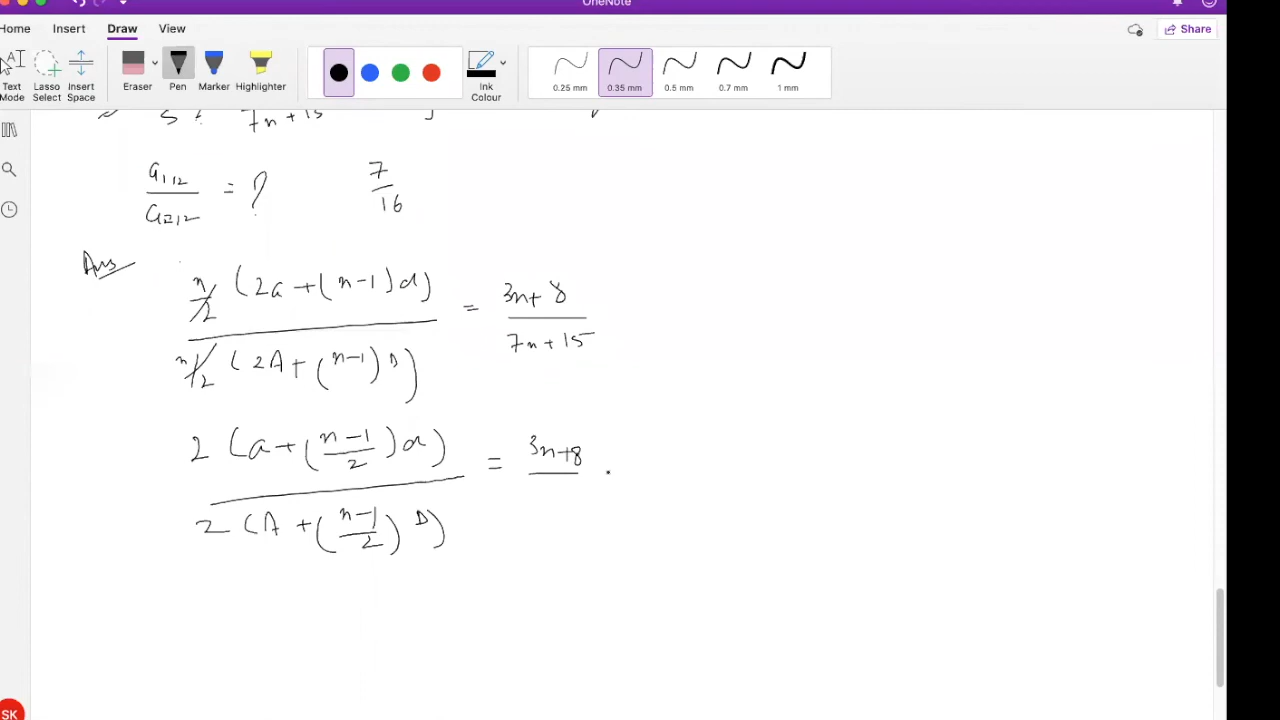 OneNote
Home Insert Draw View
Share
Text Mode
Lasso Select
Insert Space
Eraser
Pen
Marker
Highlighter
Ink Colour
0.25 mm
0.35 mm
0.5 mm
0.7 mm
1 mm
7n + 15
= ? 7/16
Ans
n/2 (2a + (n-1)d) / n/2 (2A + (n-1) D) = 3n + 8 / 7n + 15
2 (a + (n-1/2) d) / 2 (A + (n-1/2) D) = 3n+8
SK